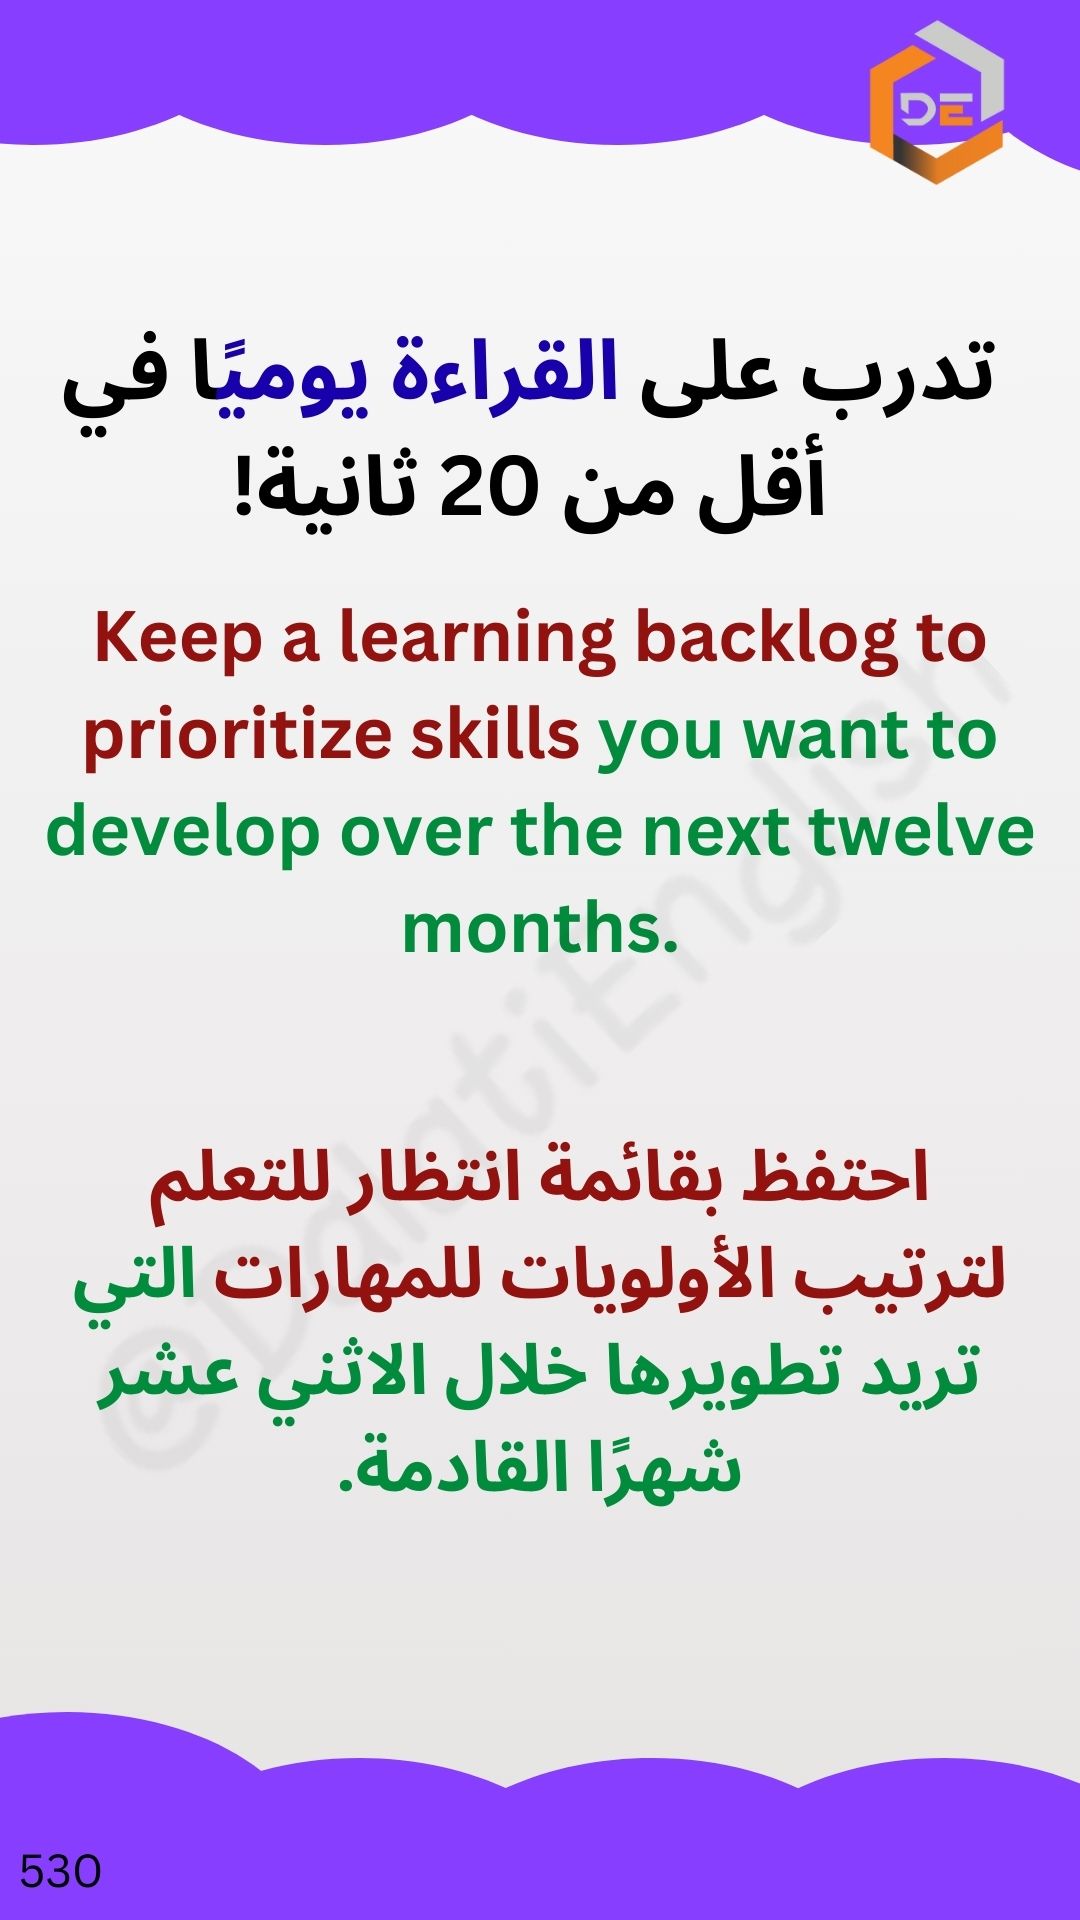 DE
تدرب على القراءة يوميًا في
أقل من 20 ثانية!
Keep a learning backlog to
prioritize skills you want to
develop over the next twelve
months.
@DalatiEnglish
احتفظ بقائمة انتظار للتعلم
لترتيب الأولويات للمهارات التي
تريد تطويرها خلال الاثني عشر
شهرًا القادمة.
530